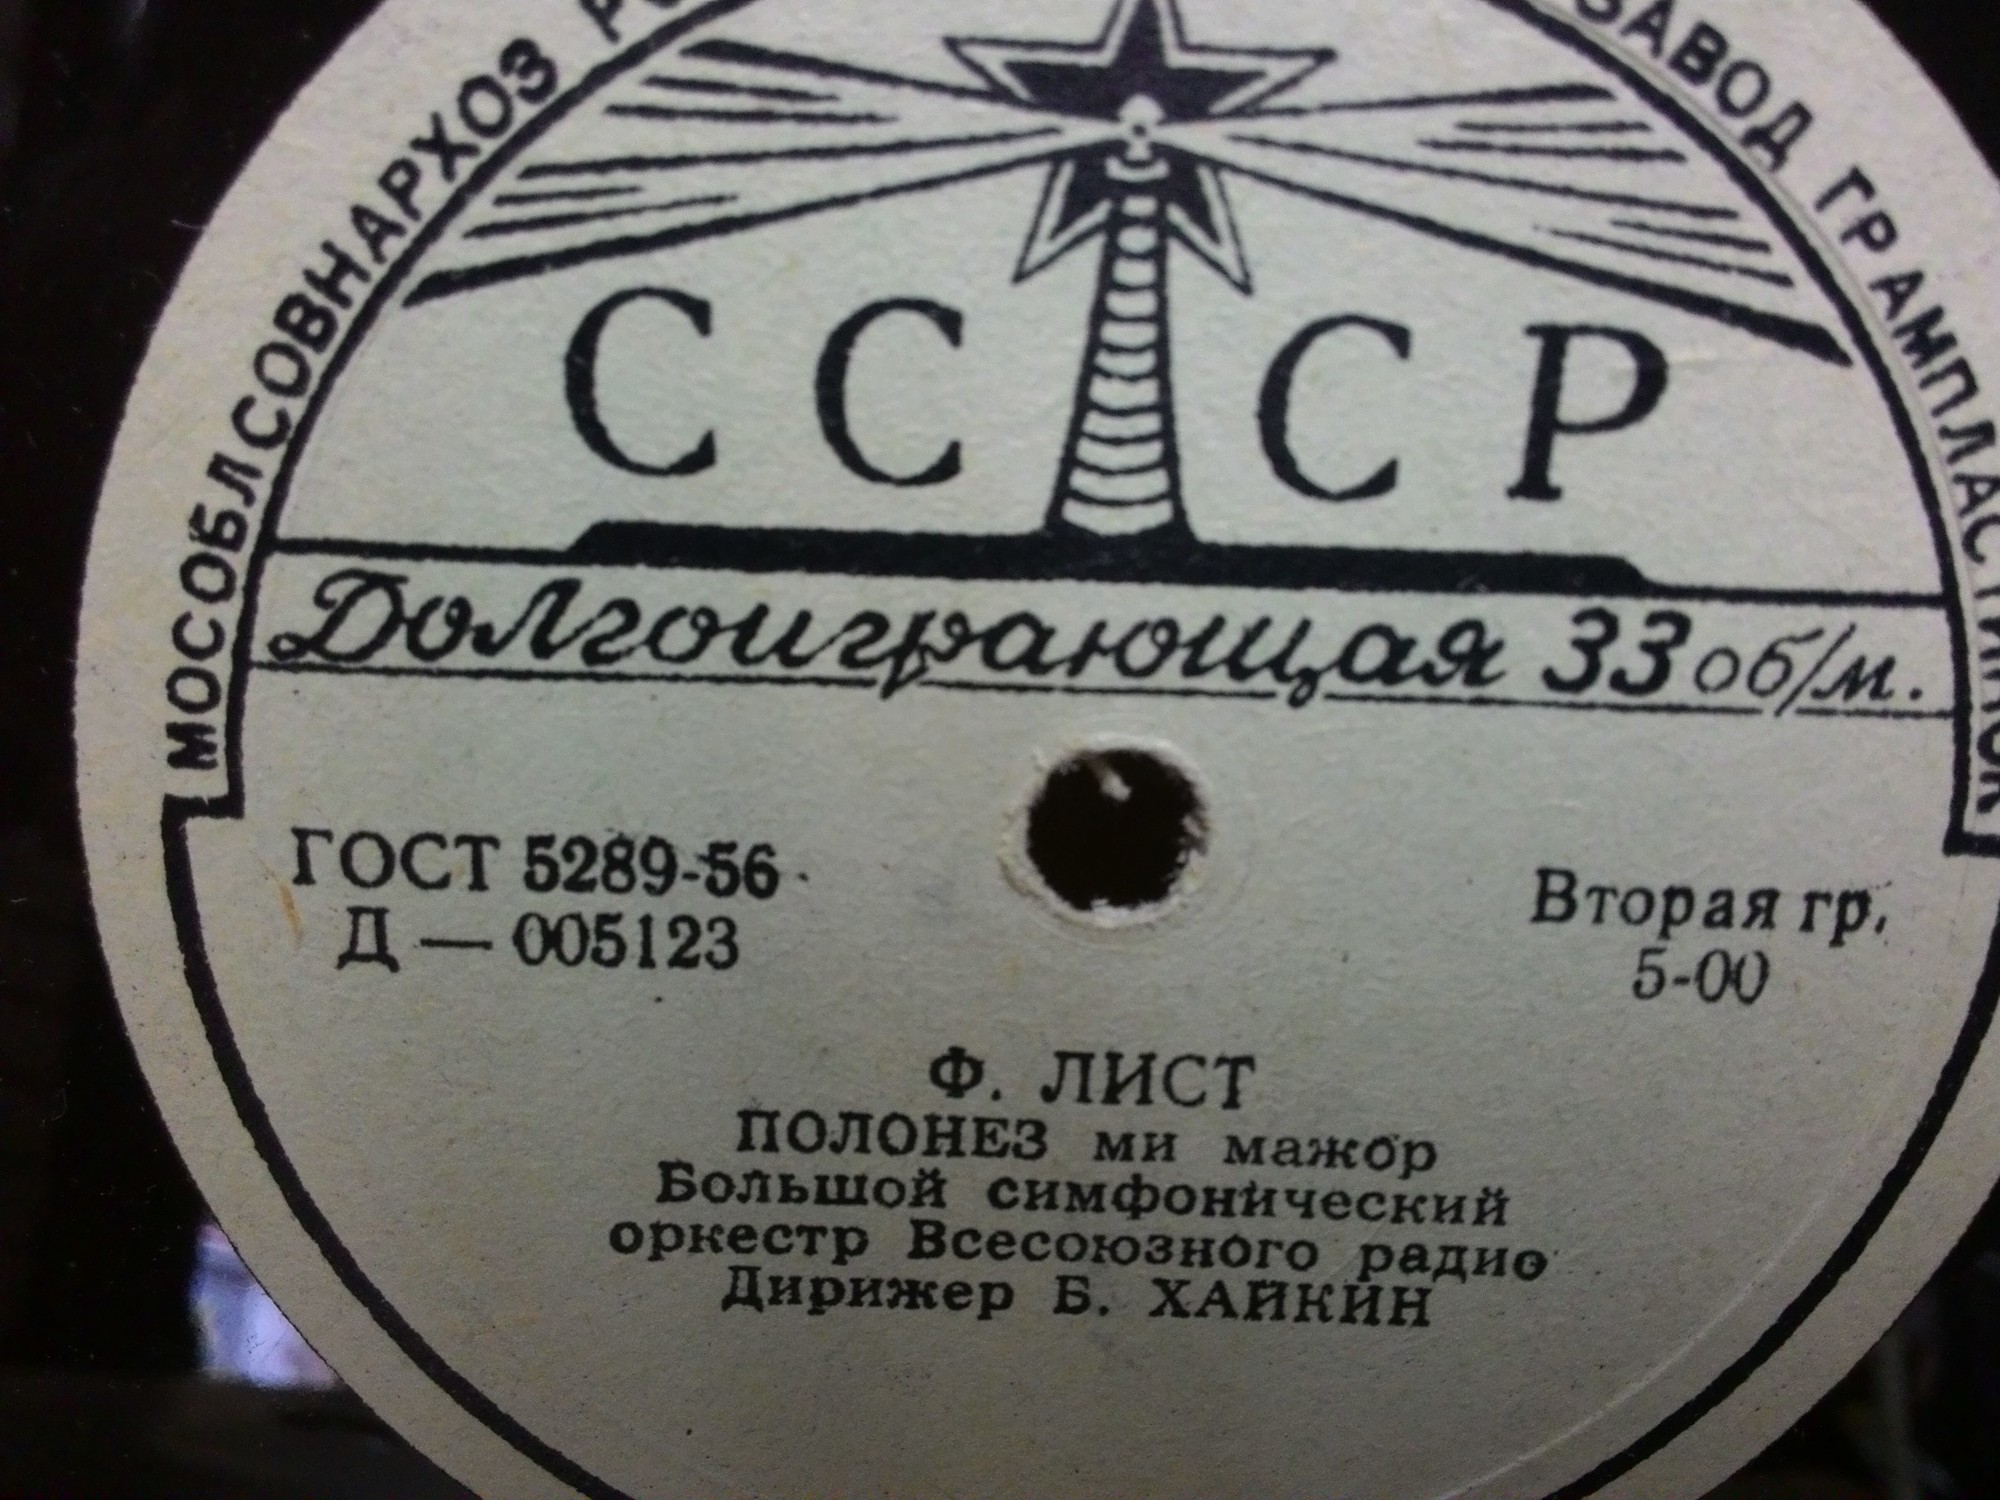 МОСОБЛСОВНАРХОЗ
ЗАВОД ГРАМПЛАСТИНОК
СССР
Долгоиграющая 33 об/м.
ГОСТ 5289-56
Д — 005123
Вторая гр.
5-00
Ф. ЛИСТ
ПОЛОНЕЗ ми мажор
Большой симфонический
оркестр Всесоюзного радио
Дирижер Б. ХАЙКИН